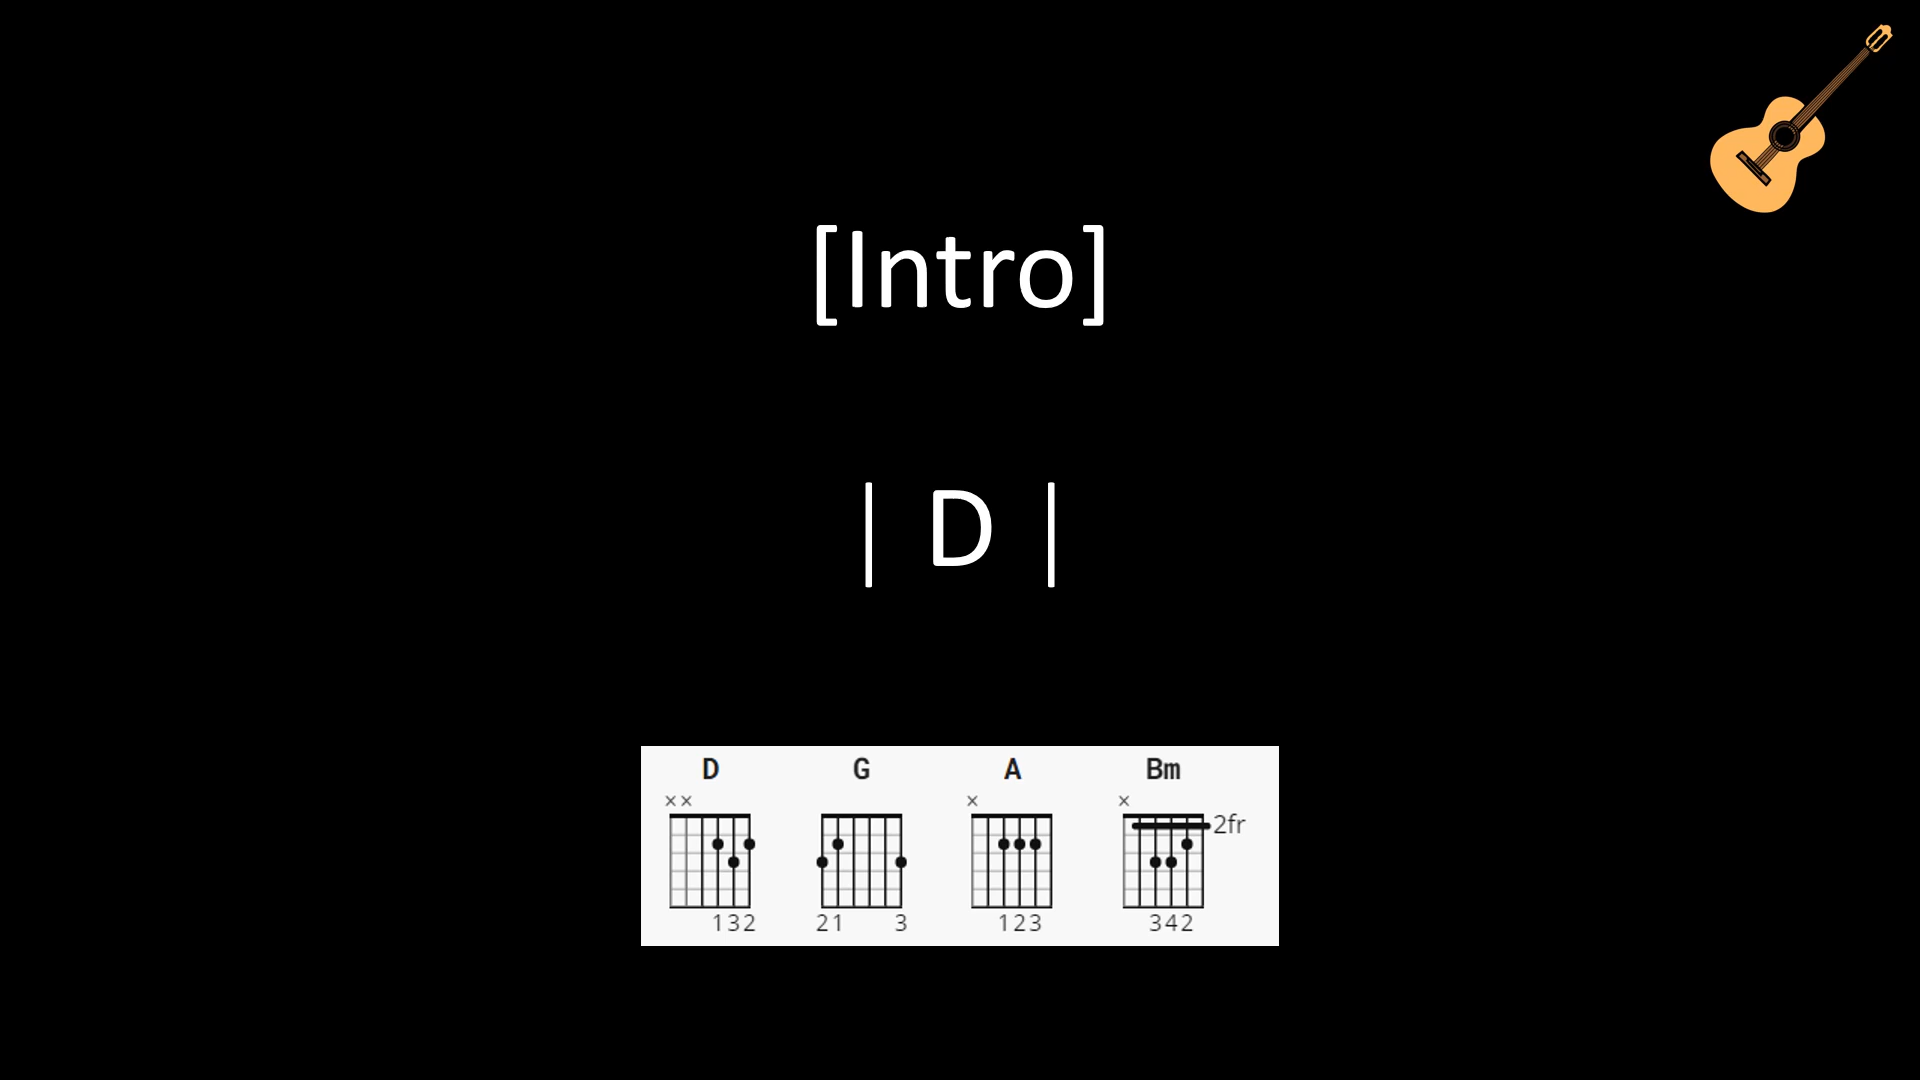 [Intro]
| D |
D G A Bm
×× × ×
2fr
132 21 3 123 342